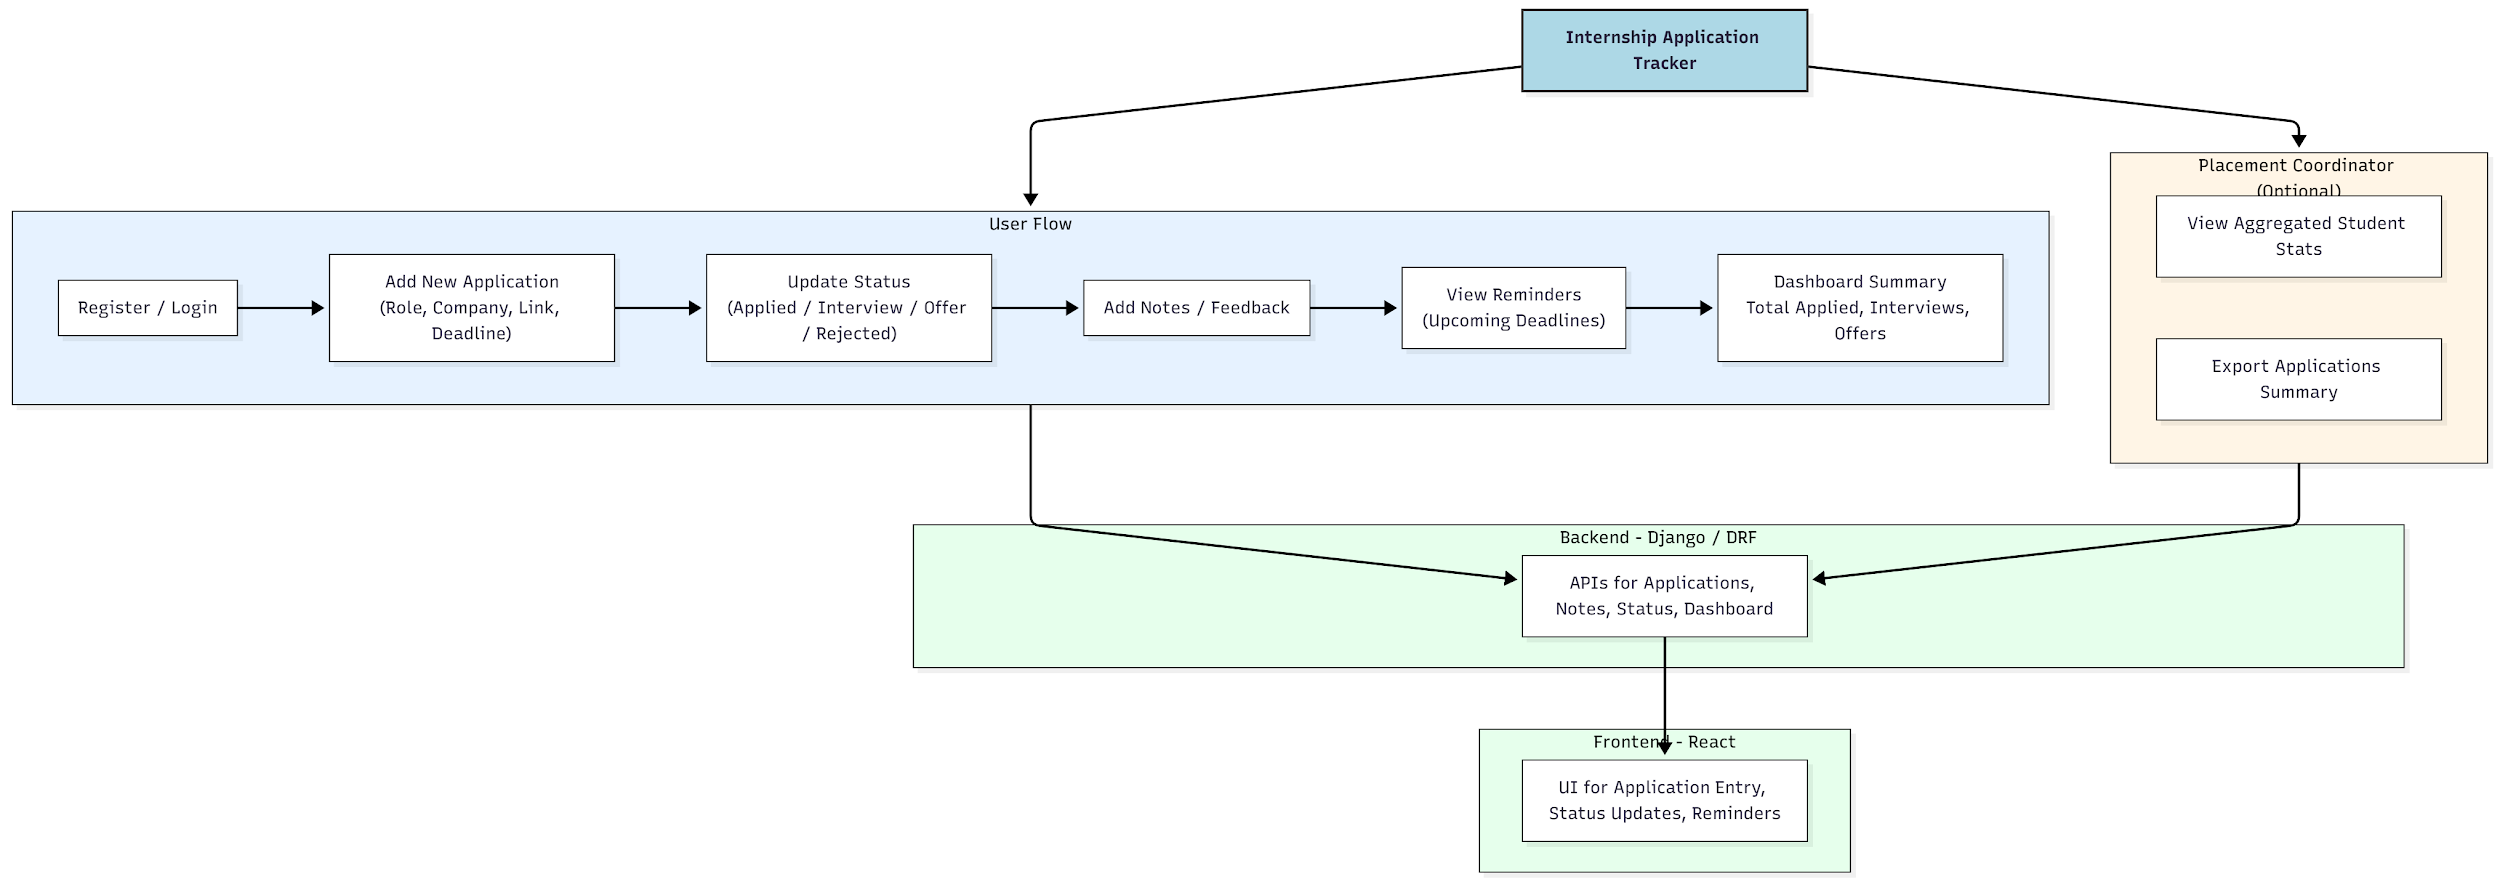 Internship Application
Tracker
Placement Coordinator
(Optional)
View Aggregated Student
Stats
Export Applications
Summary
User Flow
Register / Login
Add New Application
(Role, Company, Link,
Deadline)
Update Status
(Applied / Interview / Offer
/ Rejected)
Add Notes / Feedback
View Reminders
(Upcoming Deadlines)
Dashboard Summary
Total Applied, Interviews,
Offers
Backend - Django / DRF
APIs for Applications,
Notes, Status, Dashboard
Frontend - React
UI for Application Entry,
Status Updates, Reminders